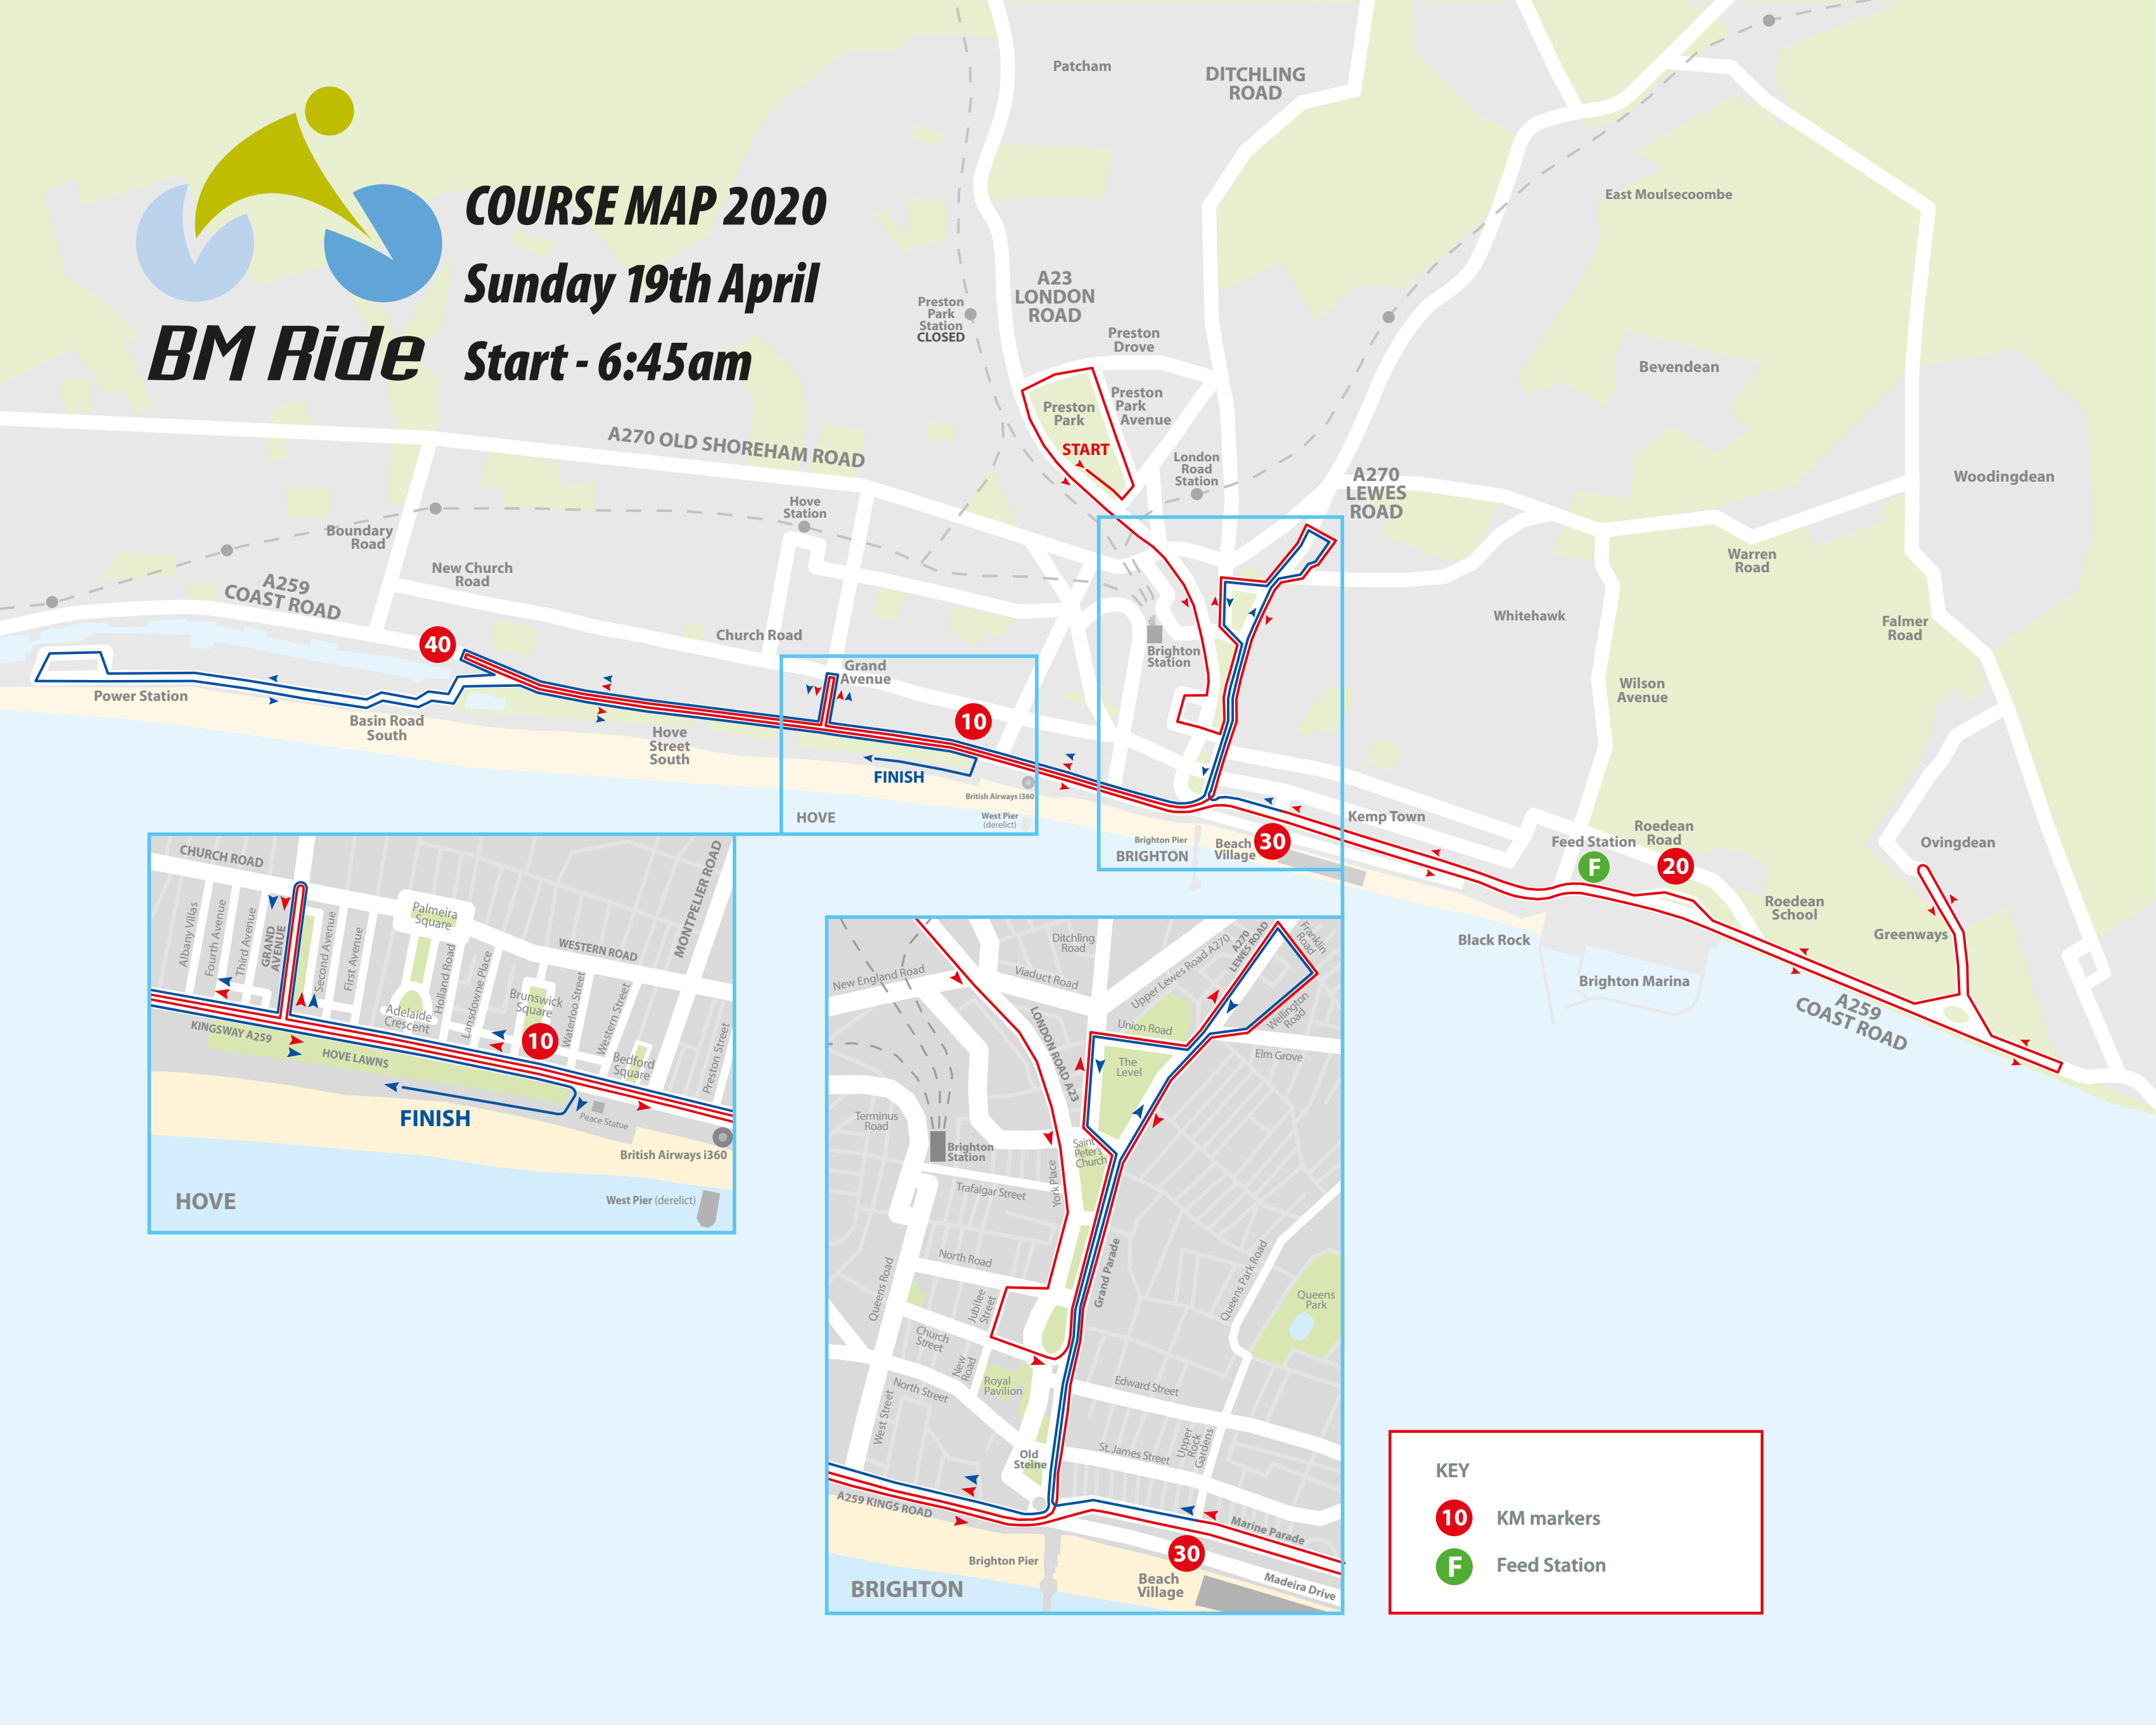 COURSE MAP 2020
Sunday 19th April
Start - 6:45am
BM Ride
Patcham
DITCHLING
ROAD
East Moulsecoombe
A23
LONDON
ROAD
Preston
Park
Station
CLOSED
Preston
Drove
Preston
Park
Avenue
Preston
Park
START
Bevendean
A270 OLD SHOREHAM ROAD
London
Road
Station
A270
LEWES
ROAD
Woodingdean
Hove
Station
Boundary
Road
Warren
Road
New Church
Road
A259
COAST ROAD
Whitehawk
Falmer
Road
40
Church Road
Brighton
Station
Grand
Avenue
Wilson
Avenue
Power Station
Basin Road
South
Hove
Street
South
10
FINISH
British Airways i360
West Pier
(derelict)
HOVE
Kemp Town
Brighton Pier
BRIGHTON
Beach
Village
30
Feed Station
F
Roedean
Road
20
Ovingdean
Roedean
School
Greenways
Black Rock
Brighton Marina
A259
COAST ROAD
CHURCH ROAD
MONTPELIER ROAD
Palmeira
Square
WESTERN ROAD
Albany Villas
Fourth Avenue
Third Avenue
GRAND
AVENUE
Second Avenue
First Avenue
Adelaide
Crescent
Holland Road
Lansdowne Place
Brunswick
Square
Waterloo Street
Western Street
Bedford
Square
Preston Street
10
KINGSWAY A259
HOVE LAWNS
FINISH
Peace Statue
British Airways i360
West Pier (derelict)
HOVE
Ditchling
Road
New England Road
Viaduct Road
Upper Lewes Road A270
A270
LEWES ROAD
Franklin
Road
LONDON ROAD A23
Union Road
Wellington
Road
Elm Grove
The
Level
Terminus
Road
Brighton
Station
Saint
Peters
Church
York Place
Trafalgar Street
North Road
Grand Parade
Queens Park Road
Queens Road
Queens
Park
Jubilee
Street
Church
Street
New
Road
Royal
Pavilion
Edward Street
North Street
West Street
Old
Steine
St. James Street
Upper
Rock
Gardens
A259 KINGS ROAD
Marine Parade
30
Brighton Pier
Beach
Village
Madeira Drive
BRIGHTON
KEY
10 KM markers
F Feed Station